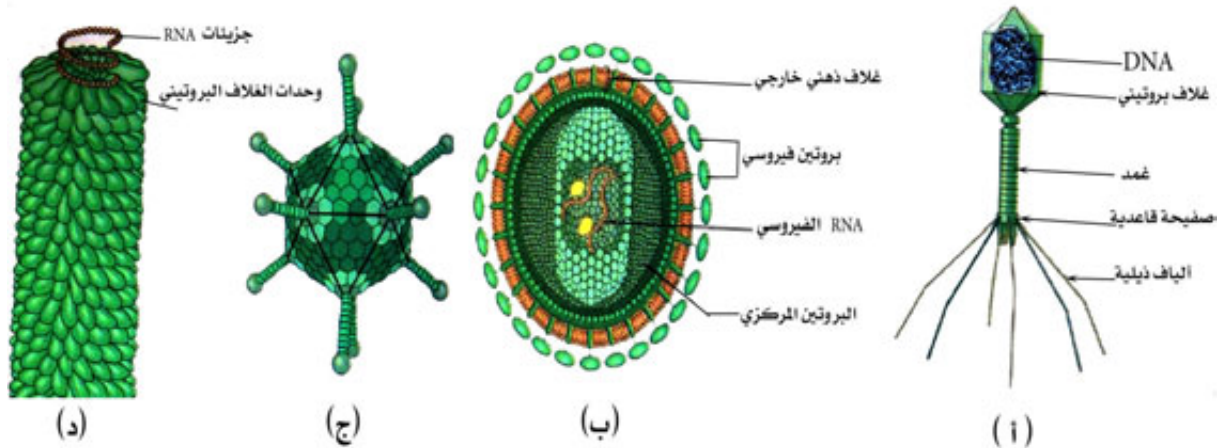 DNA
غلاف بروتيني
غمد
صفيحة قاعدية
ألياف ذيلية
(أ)
غلاف ذهني خارجي
بروتين فيروسي
RNA الفيروسي
البروتين المركزي
(ب)
(ج)
جزيئات RNA
وحدات الغلاف البروتيني
(د)